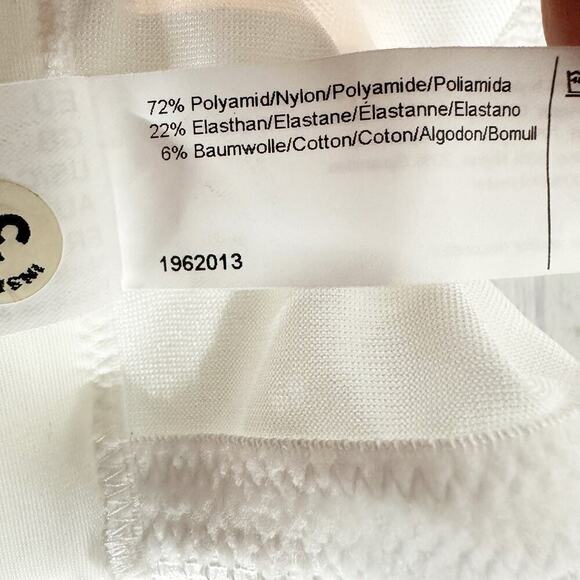 72% Polyamid/Nylon/Polyamide/Poliamida
22% Elasthan/Elastane/Élastanne/Elastano
6% Baumwolle/Cotton/Coton/Algodon/Bomull
1962013